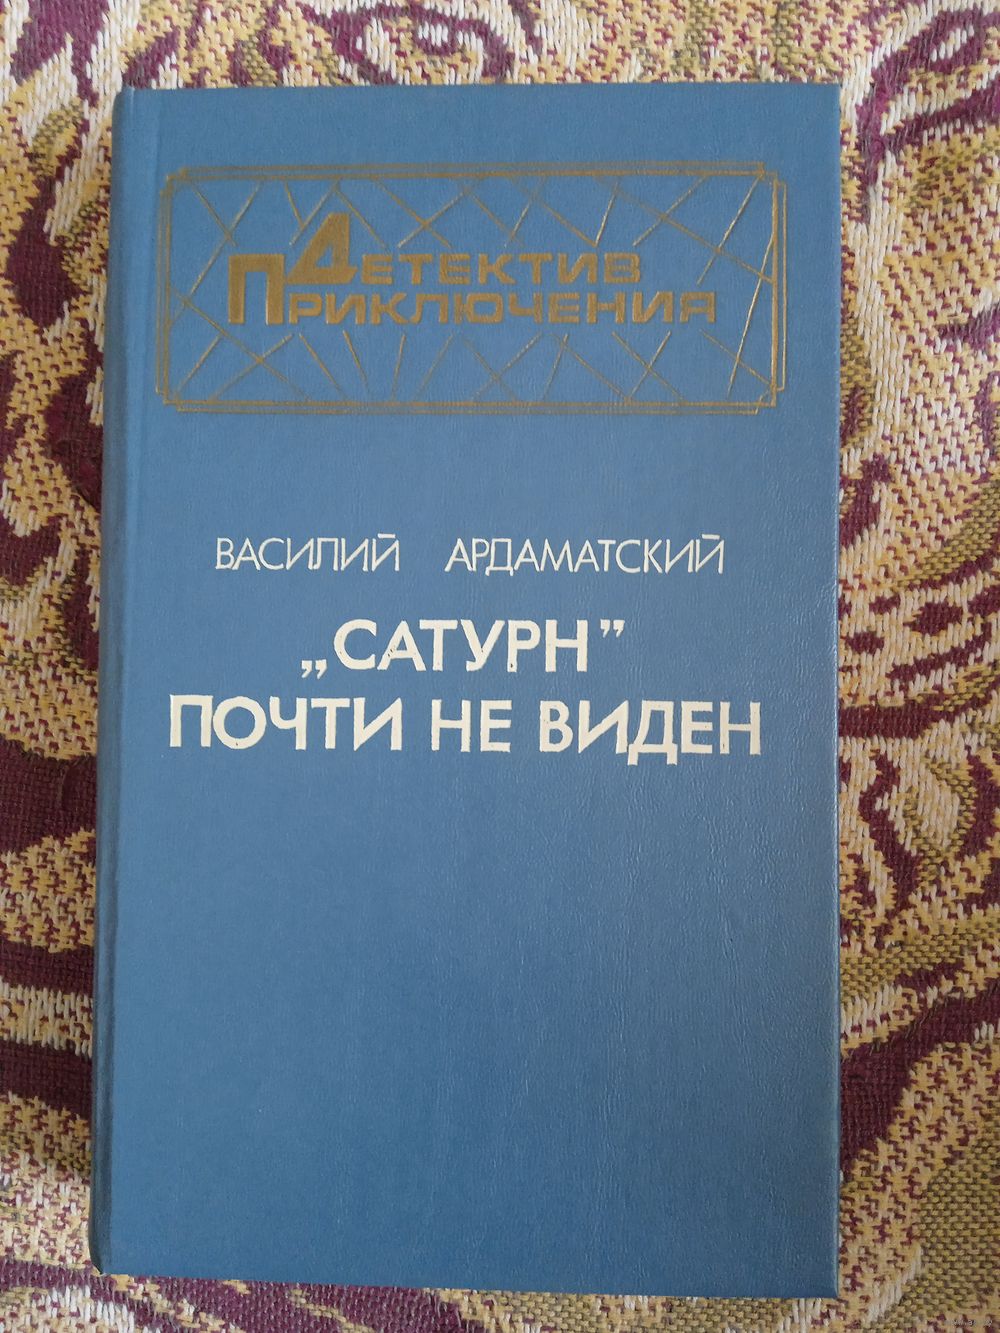 Детектив
Приключения
ВАСИЛИЙ АРДАМАТСКИЙ
„САТУРН”
ПОЧТИ НЕ ВИДЕН